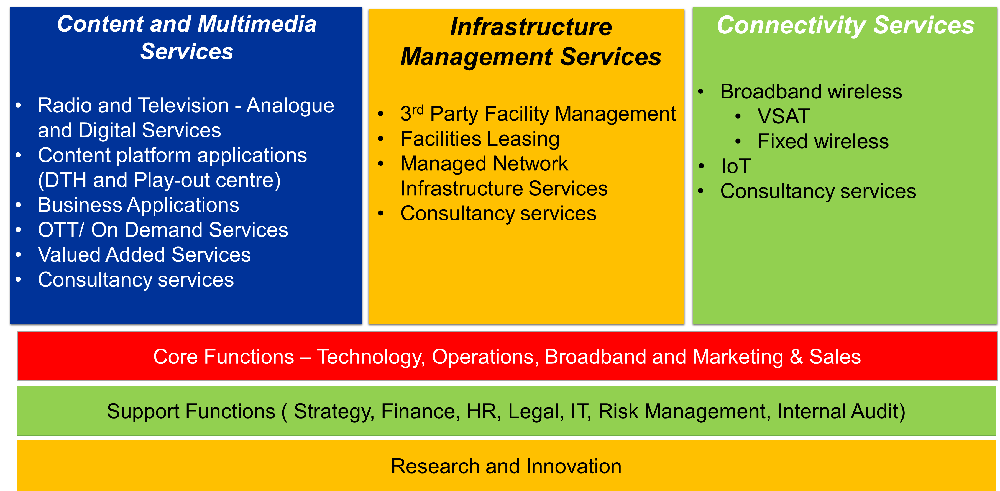 Content and Multimedia
Services
• Radio and Television - Analogue
and Digital Services
• Content platform applications
(DTH and Play-out centre)
• Business Applications
• OTT/ On Demand Services
• Valued Added Services
• Consultancy services
Infrastructure
Management Services
• 3rd Party Facility Management
• Facilities Leasing
• Managed Network
Infrastructure Services
• Consultancy services
Connectivity Services
• Broadband wireless
• VSAT
• Fixed wireless
• IoT
• Consultancy services
Core Functions – Technology, Operations, Broadband and Marketing & Sales
Support Functions ( Strategy, Finance, HR, Legal, IT, Risk Management, Internal Audit)
Research and Innovation